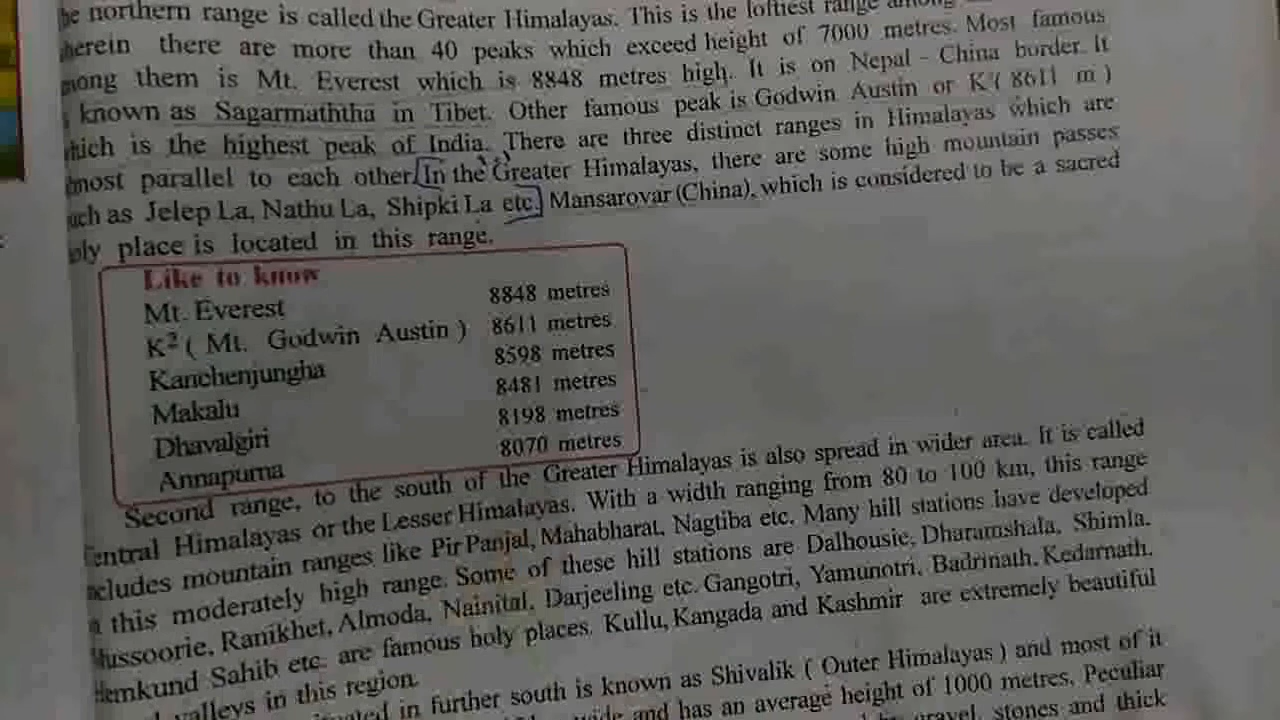 northern range is called the Greater Himalayas. This is the loftiest range among
there are more than 40 peaks which exceed height of 7000 metres. Most famous
them is Mt. Everest which is 8848 metres high. It is on Nepal - China border. It
known as Sagarmaththa in Tibet. Other famous peak is Godwin Austin or K² ( 8611 m )
is the highest peak of India. There are three distinct ranges in Himalayas which are
parallel to each other. In the Greater Himalayas, there are some high mountain passes
as Jelep La, Nathu La, Shipki La etc. Mansarovar (China), which is considered to be a sacred
place is located in this range.
Like to know
Mt. Everest 8848 metres
K² ( Mt. Godwin Austin ) 8611 metres
Kanchenjungha 8598 metres
Makalu 8481 metres
Dhavalgiri 8198 metres
Annapurna 8070 metres
Second range, to the south of the Greater Himalayas is also spread in wider area. It is called
Himalayas or the Lesser Himalayas. With a width ranging from 80 to 100 km, this range
mountain ranges like Pir Panjal, Mahabharat, Nagtiba etc. Many hill stations have developed
this moderately high range. Some of these hill stations are Dalhousie, Dharamshala, Shimla,
Ranikhet, Almoda, Nainital, Darjeeling etc. Gangotri, Yamunotri, Badrinath, Kedarnath,
Sahib etc. are famous holy places. Kullu, Kangada and Kashmir are extremely beautiful
valleys in this region.
in further south is known as Shivalik ( Outer Himalayas ) and most of it
and has an average height of 1000 metres. Peculiar
gravel, stones and thick